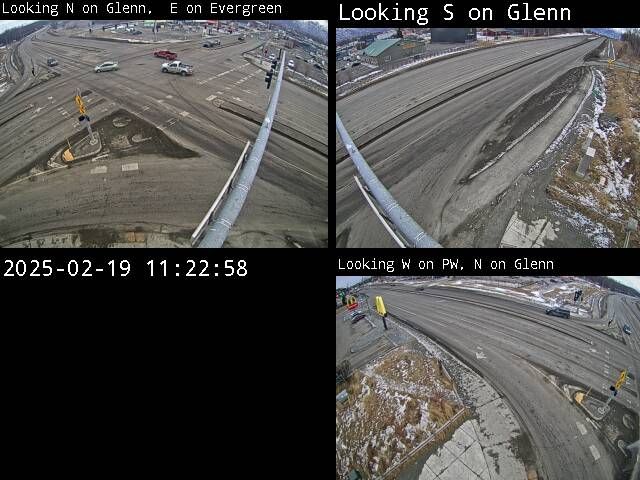 Looking N on Glenn,  E on Evergreen
Looking S on Glenn
2025-02-19 11:22:58
Looking W on PW, N on Glenn